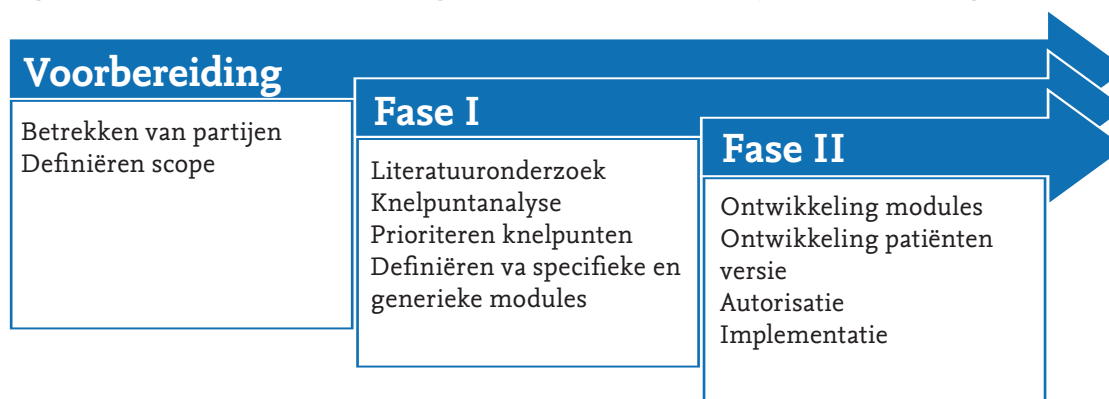 Voorbereiding
Betrekken van partijen
Definiëren scope
Fase I
Literatuuronderzoek
Knelpuntanalyse
Prioriteren knelpunten
Definiëren va specifieke en
generieke modules
Fase II
Ontwikkeling modules
Ontwikkeling patiënten
versie
Autorisatie
Implementatie